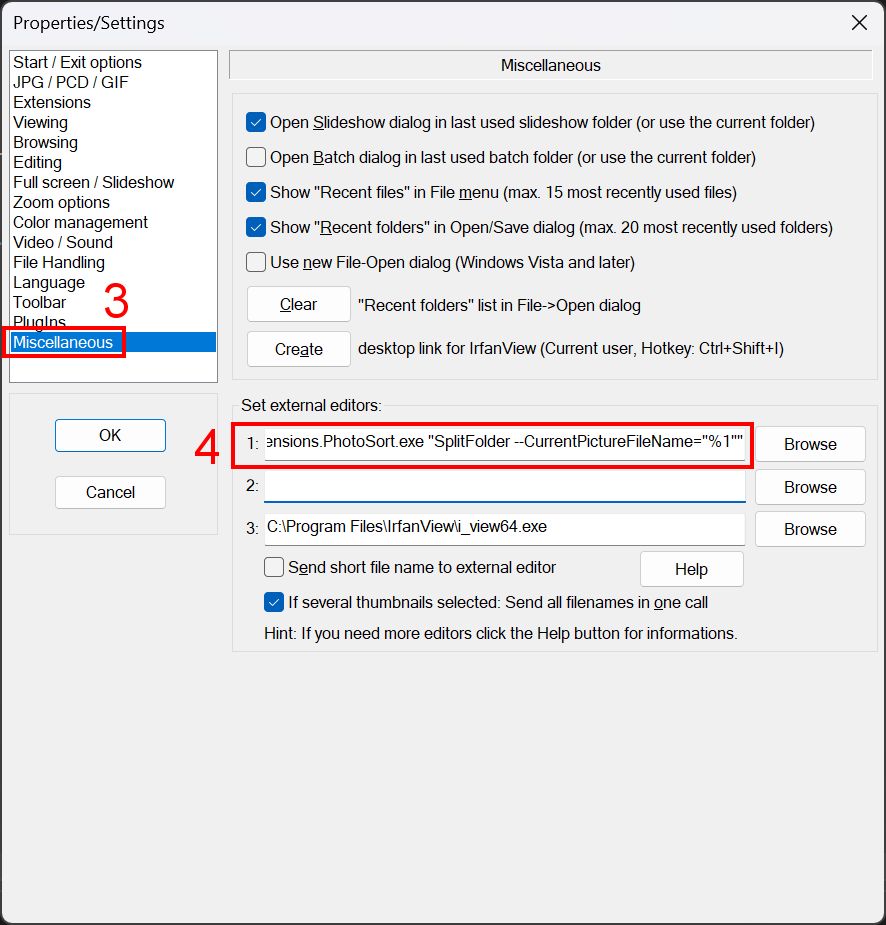 Properties/Settings
Start / Exit options
JPG / PCD / GIF
Extensions
Viewing
Browsing
Editing
Full screen / Slideshow
Zoom options
Color management
Video / Sound
File Handling
Language
Toolbar
PlugIns
Miscellaneous
3
OK
Cancel
Miscellaneous
Open Slideshow dialog in last used slideshow folder (or use the current folder)
Open Batch dialog in last used batch folder (or use the current folder)
Show "Recent files" in File menu (max. 15 most recently used files)
Show "Recent folders" in Open/Save dialog (max. 20 most recently used folders)
Use new File-Open dialog (Windows Vista and later)
Clear "Recent folders" list in File->Open dialog
Create desktop link for IrfanView (Current user, Hotkey: Ctrl+Shift+I)
Set external editors:
4
1: ensions.PhotoSort.exe "SplitFolder --CurrentPictureFileName="%1"" Browse
2: Browse
3: C:\Program Files\IrfanView\i_view64.exe Browse
Send short file name to external editor Help
If several thumbnails selected: Send all filenames in one call
Hint: If you need more editors click the Help button for informations.